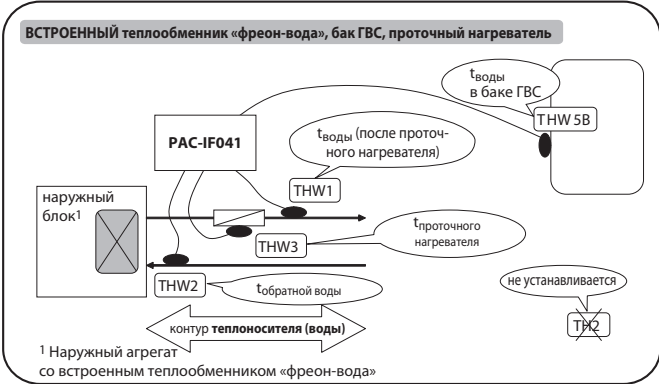 ВСТРОЕННЫЙ теплообменник «фреон-вода», бак ГВС, проточный нагреватель
tводы
в баке ГВС
THW 5B
PAC-IF041
tводы (после проточ-
ного нагревателя)
THW1
наружный
блок1
THW3
tпроточного
нагревателя
THW2
tобратной воды
не устанавливается
TH2
контур теплоносителя (воды)
1 Наружный агрегат
со встроенным теплообменником «фреон-вода»